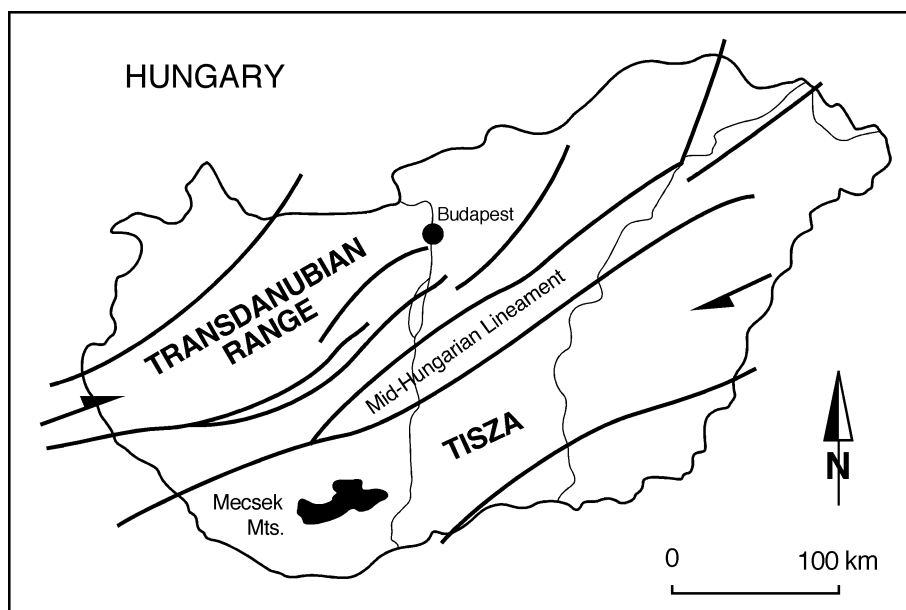 HUNGARY
Budapest
TRANSDANUBIAN
RANGE
Mid-Hungarian Lineament
TISZA
Mecsek
Mts.
N
0 100 km